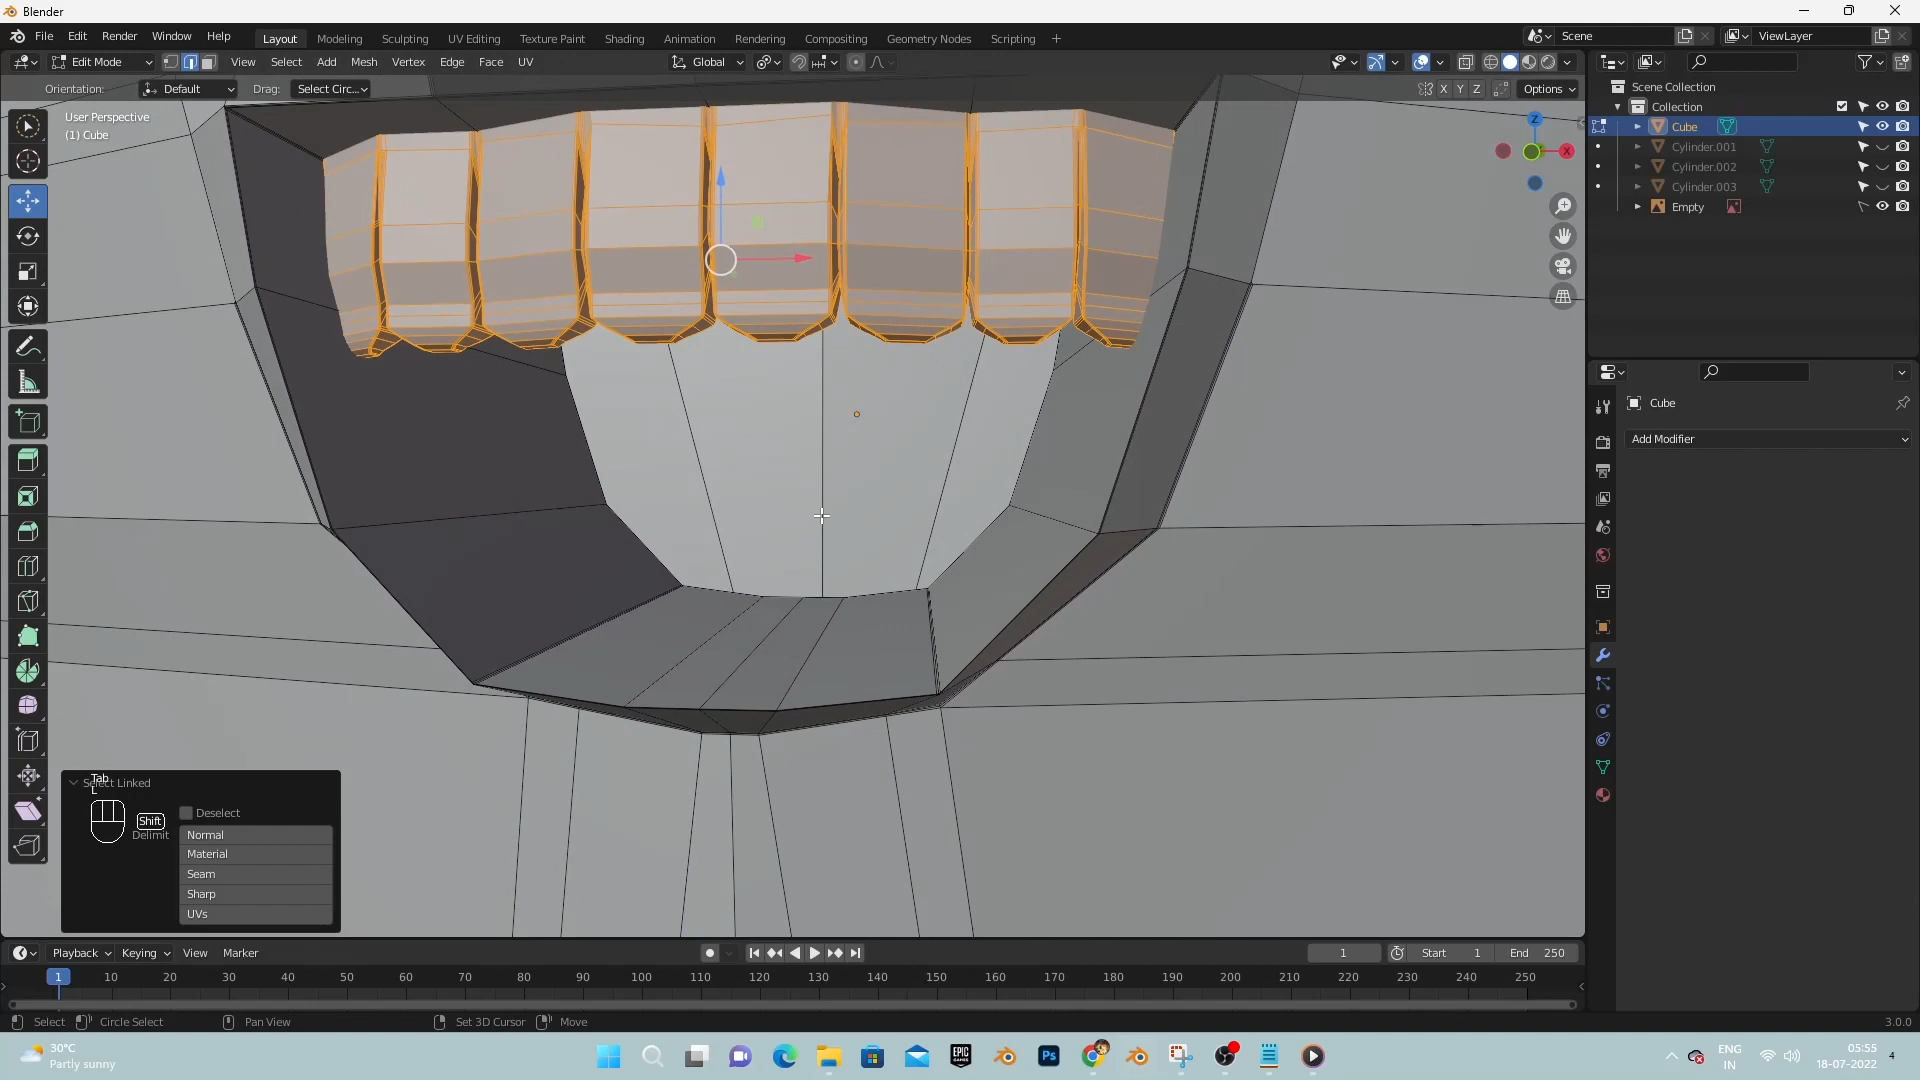 Blender
File Edit Render Window Help
Layout Modeling Sculpting UV Editing Texture Paint Shading Animation Rendering Compositing Geometry Nodes Scripting +
Scene
ViewLayer
Edit Mode
View Select Add Mesh Vertex Edge Face UV
Global
Orientation: Default Drag: Select Circ...
X Y Z
Options
User Perspective
(1) Cube
Z
X
Scene Collection
Collection
Cube
Cylinder.001
Cylinder.002
Cylinder.003
Empty
Cube
Add Modifier
Select Linked
Tab
L
Shift
Deselect
Delimit
Normal
Material
Seam
Sharp
UVs
Playback Keying View Marker
1
Start 1
End 250
1 10 20 30 40 50 60 70 80 90 100 110 120 130 140 150 160 170 180 190 200 210 220 230 240 250
Select Circle Select Pan View Set 3D Cursor Move
3.0.0
30°C
Partly sunny
EPIC
GAMES
Ps
ENG
IN
05:55
18-07-2022
4